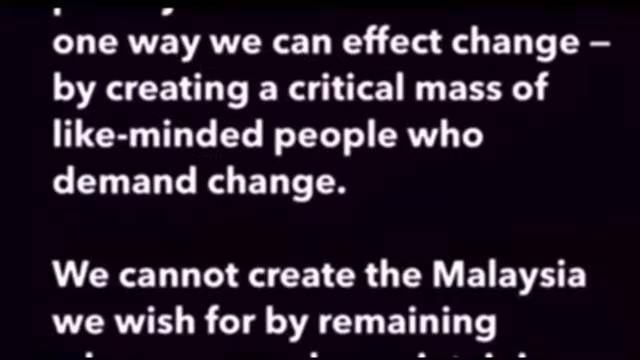 one way we can effect change –
by creating a critical mass of
like-minded people who
demand change.
We cannot create the Malaysia
we wish for by remaining